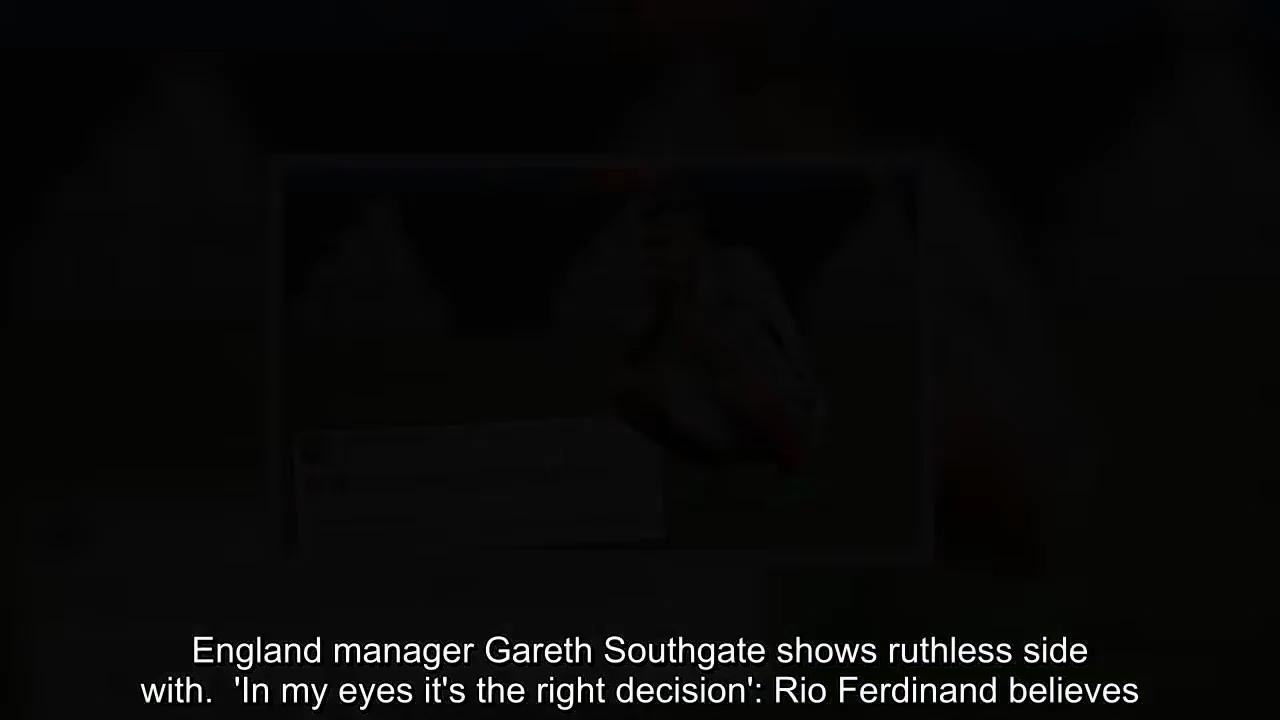 England manager Gareth Southgate shows ruthless side
with.  'In my eyes it's the right decision': Rio Ferdinand believes